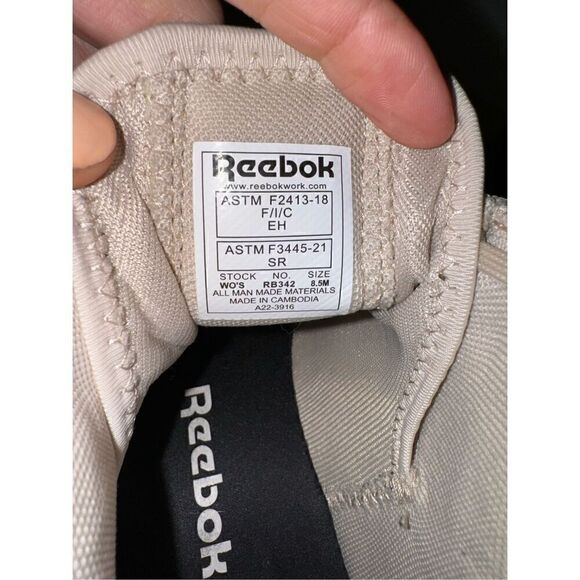 Reebok
www.reebokwork.com
ASTM F2413-18
F/I/C
EH
ASTM F3445-21
SR
STOCK NO. SIZE
WO'S RB342 8.5M
ALL MAN MADE MATERIALS
MADE IN CAMBODIA
A22-3916
Reebok